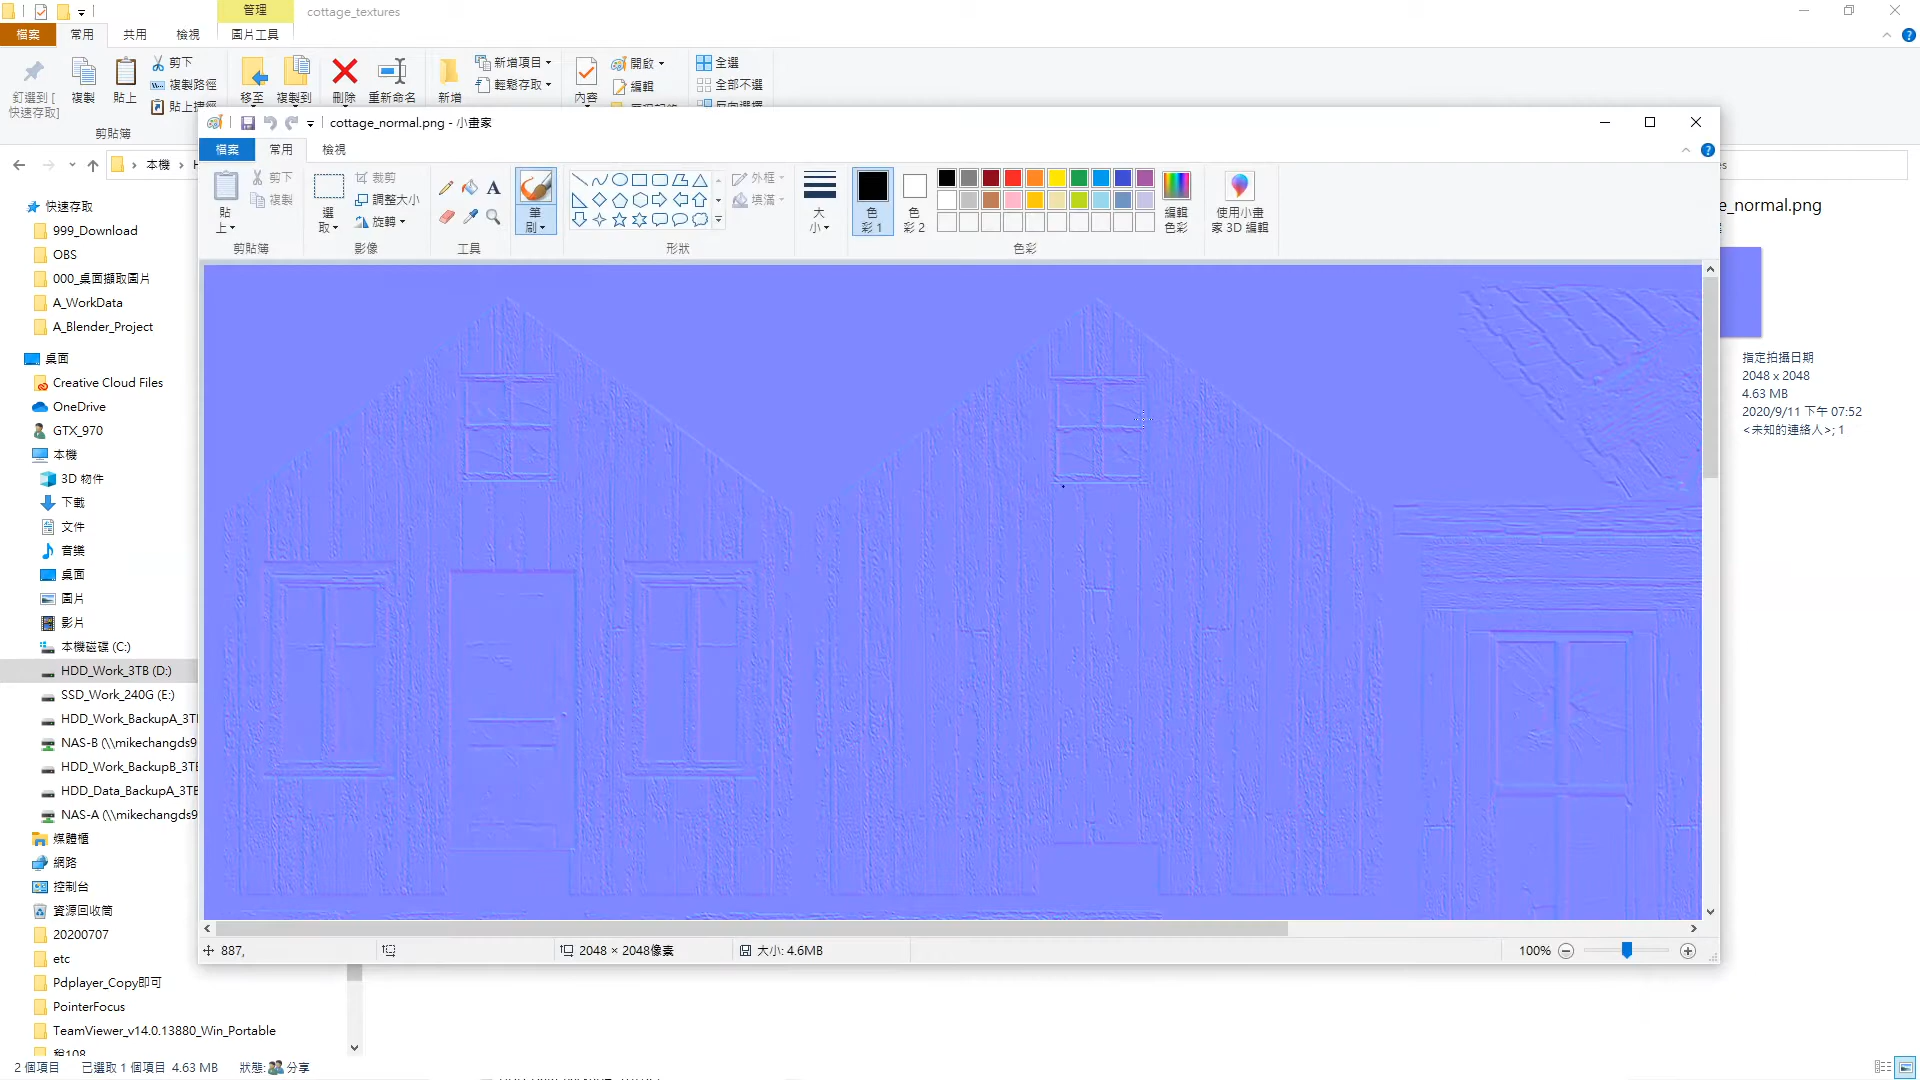 管理
cottage_textures
檔案
常用
共用
檢視
圖片工具
釘選到 [
快速存取]
複製
貼上
剪下
複製路徑
剪貼簿
移至
複製到
刪除
重新命名
新增
新增項目
輕鬆存取
內容
開啟
編輯
全選
全部不選
cottage_normal.png - 小畫家
檔案
常用
檢視
貼
上
剪下
複製
剪貼簿
選
取
裁剪
調整大小
旋轉
影像
工具
筆
刷
形狀
外框
填滿
大
小
色
彩 1
色
彩 2
編輯
色彩
色彩
使用小畫
家 3D 編輯
本機
快速存取
999_Download
OBS
000_桌面擷取圖片
A_WorkData
A_Blender_Project
桌面
Creative Cloud Files
OneDrive
GTX_970
本機
3D 物件
下載
文件
音樂
桌面
圖片
影片
本機磁碟 (C:)
HDD_Work_3TB (D:)
SSD_Work_240G (E:)
HDD_Work_BackupA_3T
NAS-B (\\mikechangds9
HDD_Work_BackupB_3TE
HDD_Data_BackupA_3TE
NAS-A (\\mikechangds9
媒體櫃
網路
控制台
資源回收筒
20200707
etc
Pdplayer_Copy即可
PointerFocus
TeamViewer_v14.0.13880_Win_Portable
e_normal.png
指定拍攝日期
2048 x 2048
4.63 MB
2020/9/11 下午 07:52
<未知的連絡人>; 1
887,
2048 × 2048像素
大小: 4.6MB
100%
2 個項目
已選取 1 個項目 4.63 MB
狀態:
分享